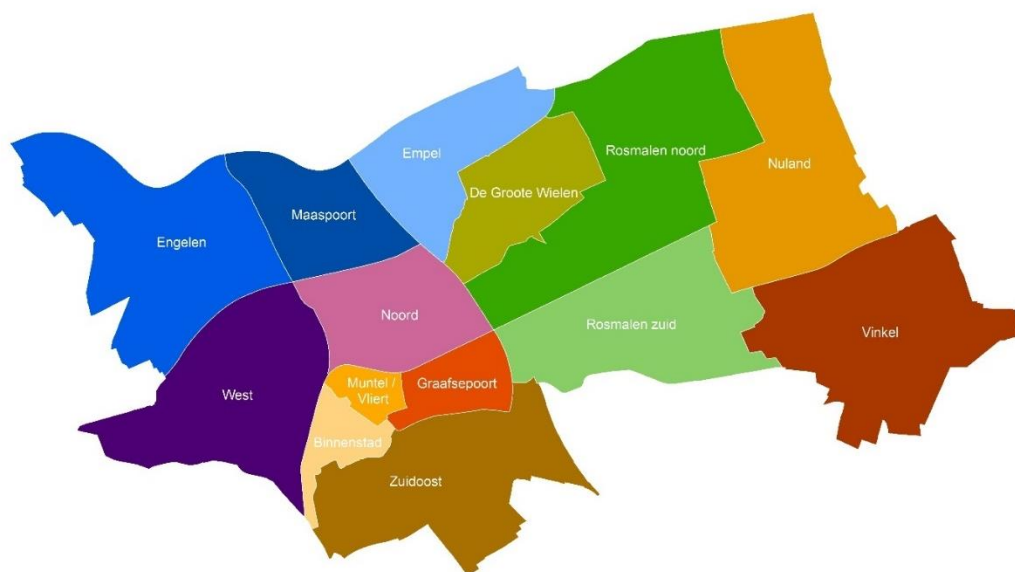 Empel
Rosmalen noord
Nuland
De Groote Wielen
Maaspoort
Engelen
Noord
Rosmalen zuid
Vinkel
West
Muntel /
Vliert
Graafsepoort
Binnenstad
Zuidoost